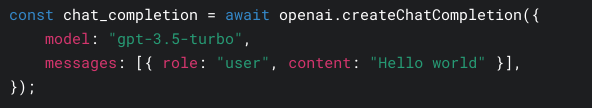 const chat_completion = await openai.createChatCompletion({
    model: "gpt-3.5-turbo",
    messages: [{ role: "user", content: "Hello world" }],
});